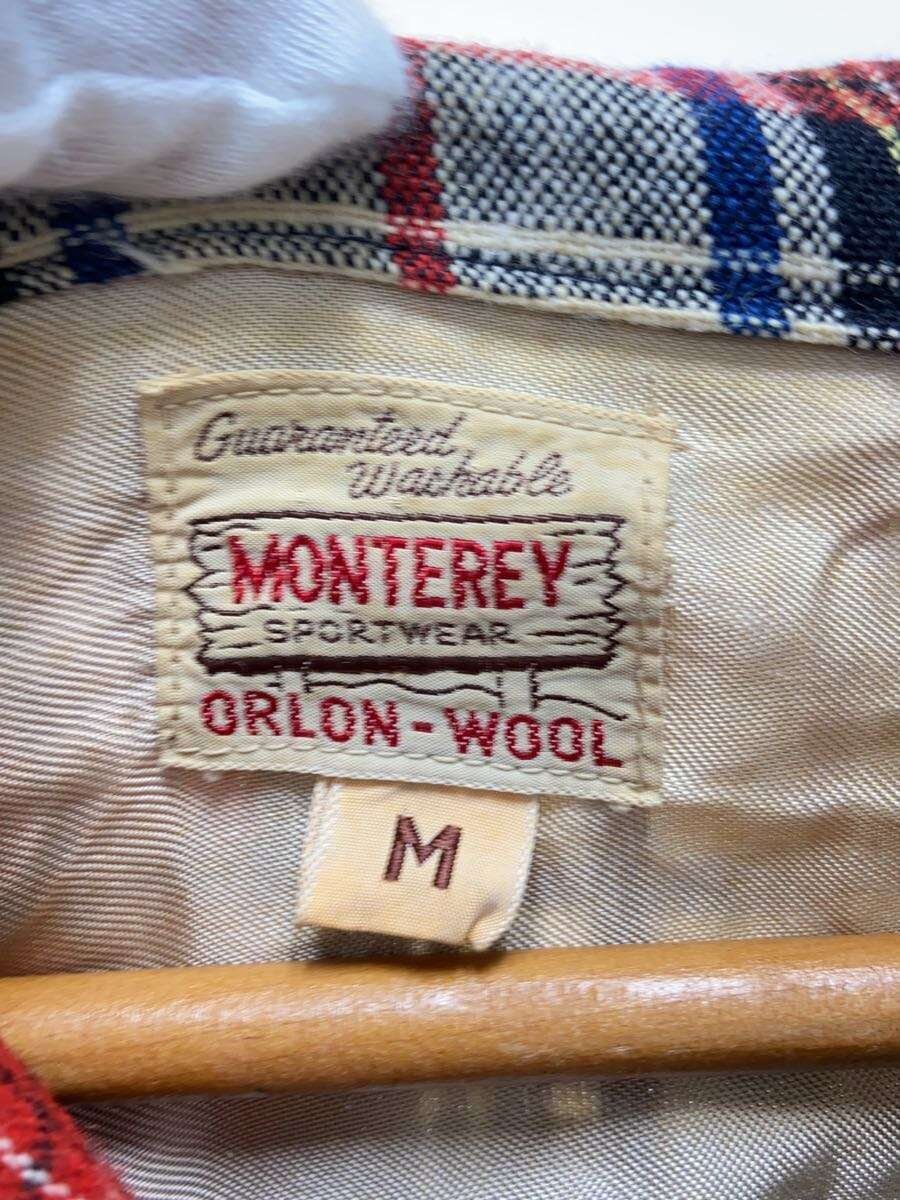 Guaranteed
Washable
MONTEREY
SPORTWEAR
ORLON-WOOL
M